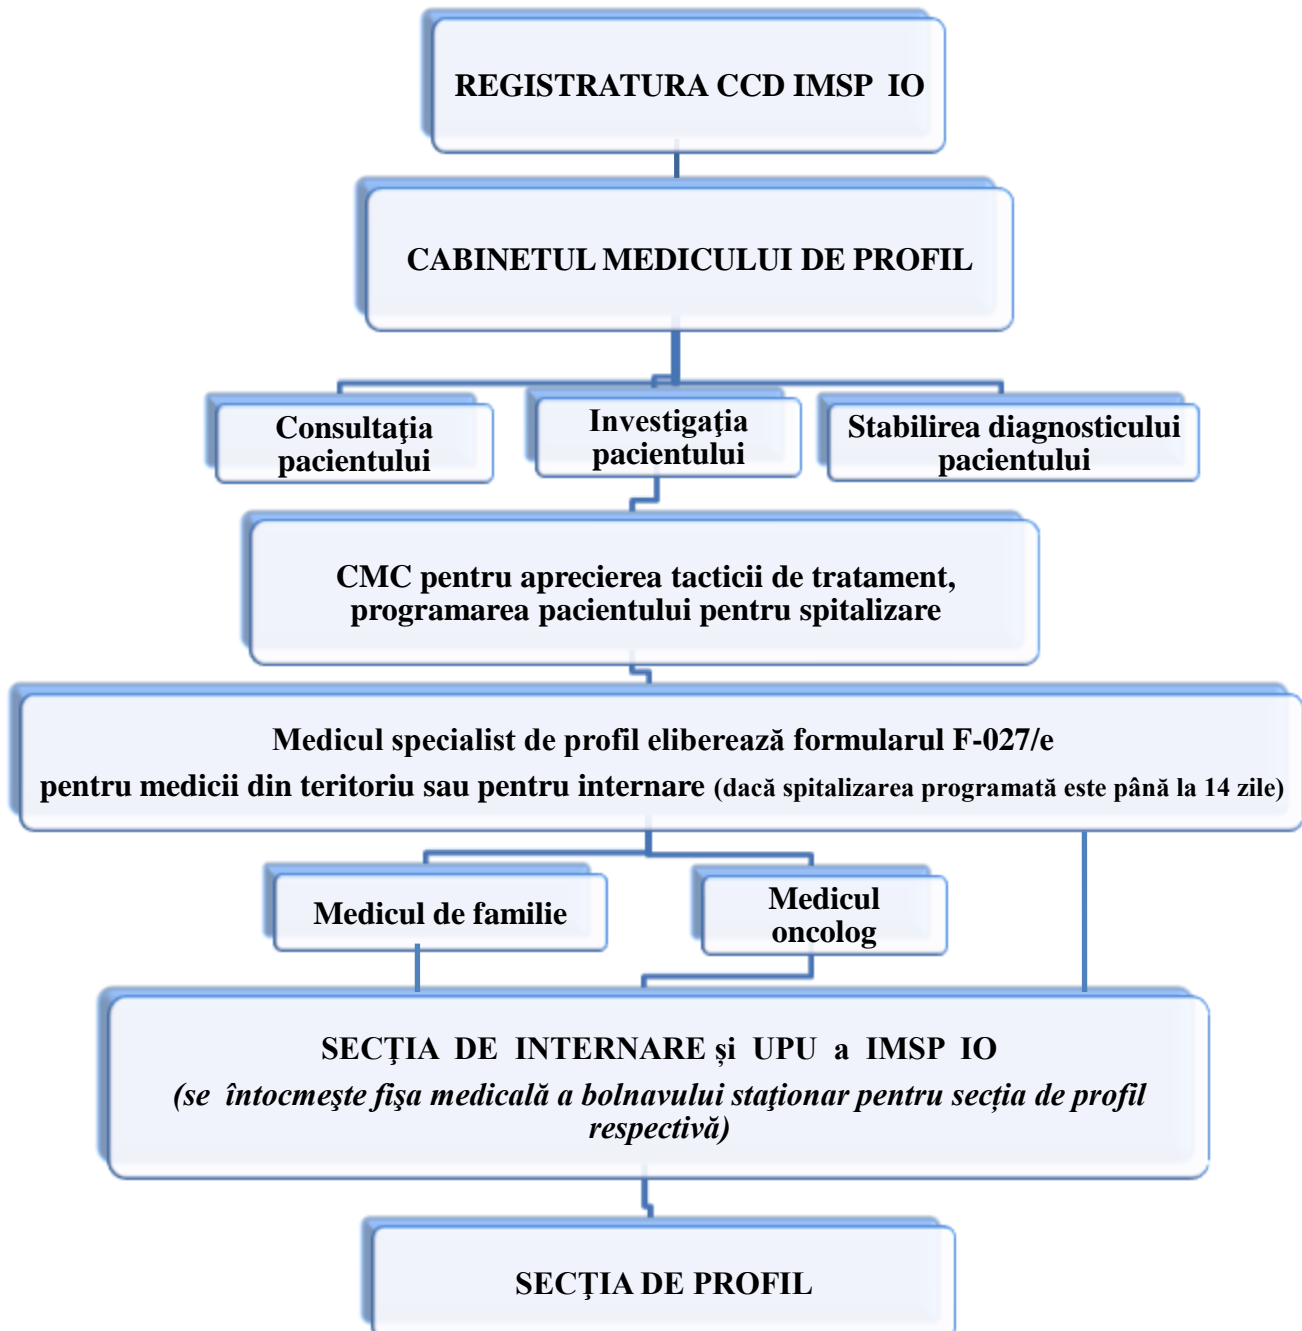 REGISTRATURA CCD IMSP IO
CABINETUL MEDICULUI DE PROFIL
Consultaţia
pacientului
Investigaţia
pacientului
Stabilirea diagnosticului
pacientului
CMC pentru aprecierea tacticii de tratament,
programarea pacientului pentru spitalizare
Medicul specialist de profil eliberează formularul F-027/e
pentru medicii din teritoriu sau pentru internare (dacă spitalizarea programată este până la 14 zile)
Medicul de familie
Medicul
oncolog
SECŢIA DE INTERNARE și UPU a IMSP IO
(se întocmeşte fişa medicală a bolnavului staţionar pentru secția de profil
respectivă)
SECŢIA DE PROFIL